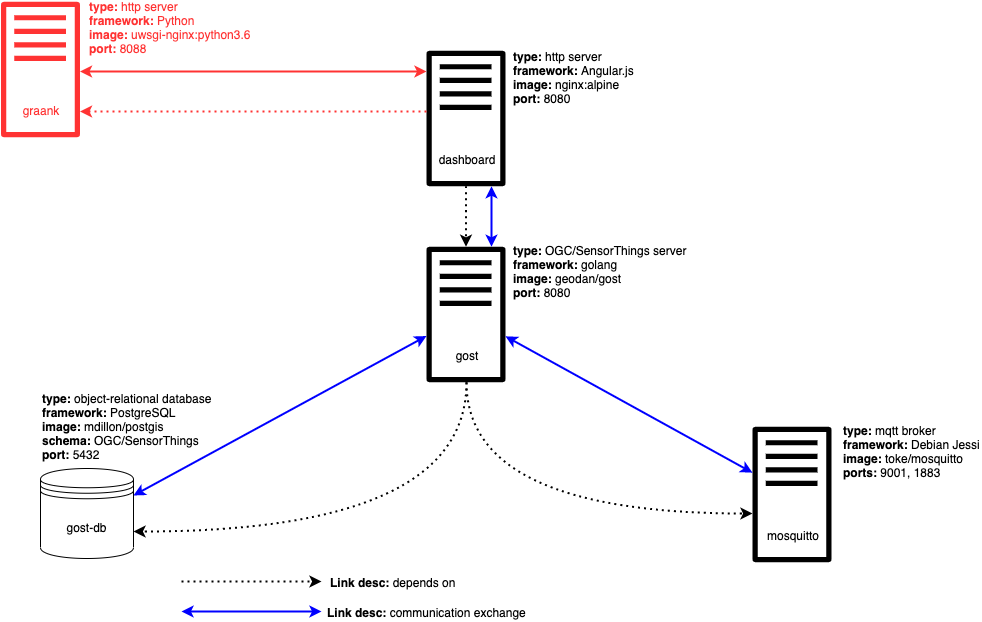 type: http server
framework: Python
image: uwsgi-nginx:python3.6
port: 8088
graank
type: http server
framework: Angular.js
image: nginx:alpine
port: 8080
dashboard
type: OGC/SensorThings server
framework: golang
image: geodan/gost
port: 8080
gost
type: object-relational database
framework: PostgreSQL
image: mdillon/postgis
schema: OGC/SensorThings
port: 5432
gost-db
type: mqtt broker
framework: Debian Jessi
image: toke/mosquitto
ports: 9001, 1883
mosquitto
Link desc: depends on
Link desc: communication exchange